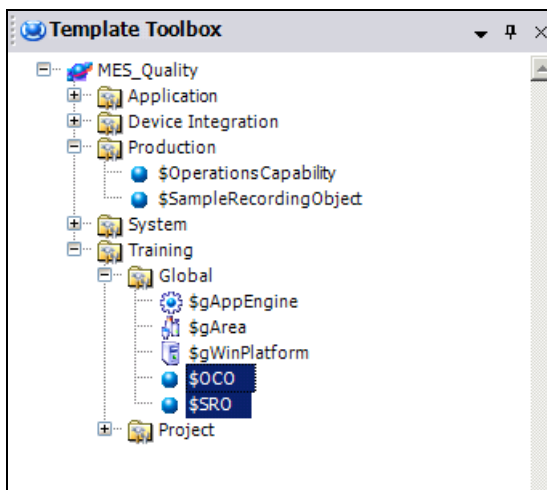 Template Toolbox
MES_Quality
Application
Device Integration
Production
$OperationsCapability
$SampleRecordingObject
System
Training
Global
$gAppEngine
$gArea
$gWinPlatform
$OCO
$SRO
Project